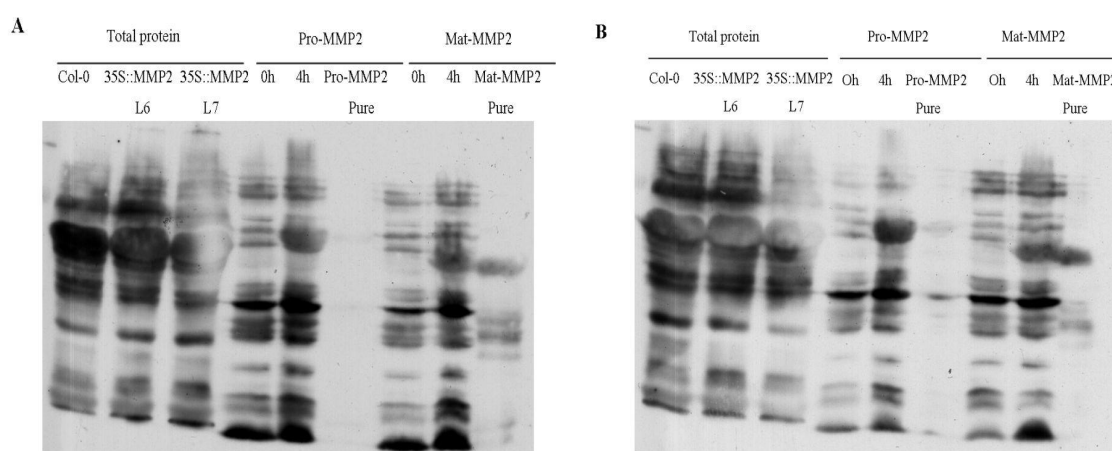 A
Total protein Pro-MMP2 Mat-MMP2
Col-0 35S::MMP2 35S::MMP2 0h 4h Pro-MMP2 0h 4h Mat-MMP2
L6 L7 Pure Pure
B
Total protein Pro-MMP2 Mat-MMP2
Col-0 35S::MMP2 35S::MMP2 Oh 4h Pro-MMP2 Oh 4h Mat-MMP2
L6 L7 Pure Pure